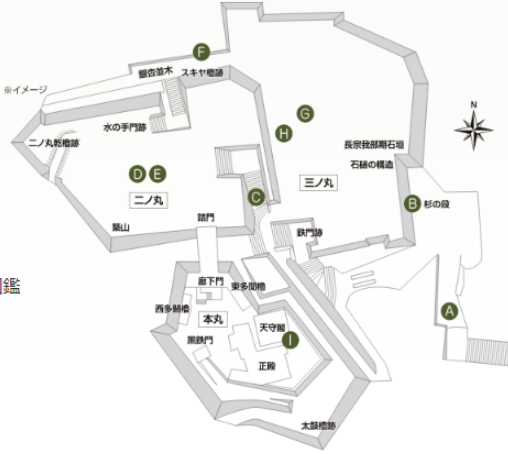 F
銀杏並木 スキヤ櫓跡
※イメージ
G
N
水の手門跡
H
二ノ丸乾櫓跡
長宗我部期石垣
石樋の構造
D E
三ノ丸
二ノ丸
C
B 杉の段
詰門
築山
鉄門跡
鑑
廊下門
東多聞櫓
西多聞櫓
本丸
天守閣
A
黒鉄門
I
正殿
太鼓櫓跡